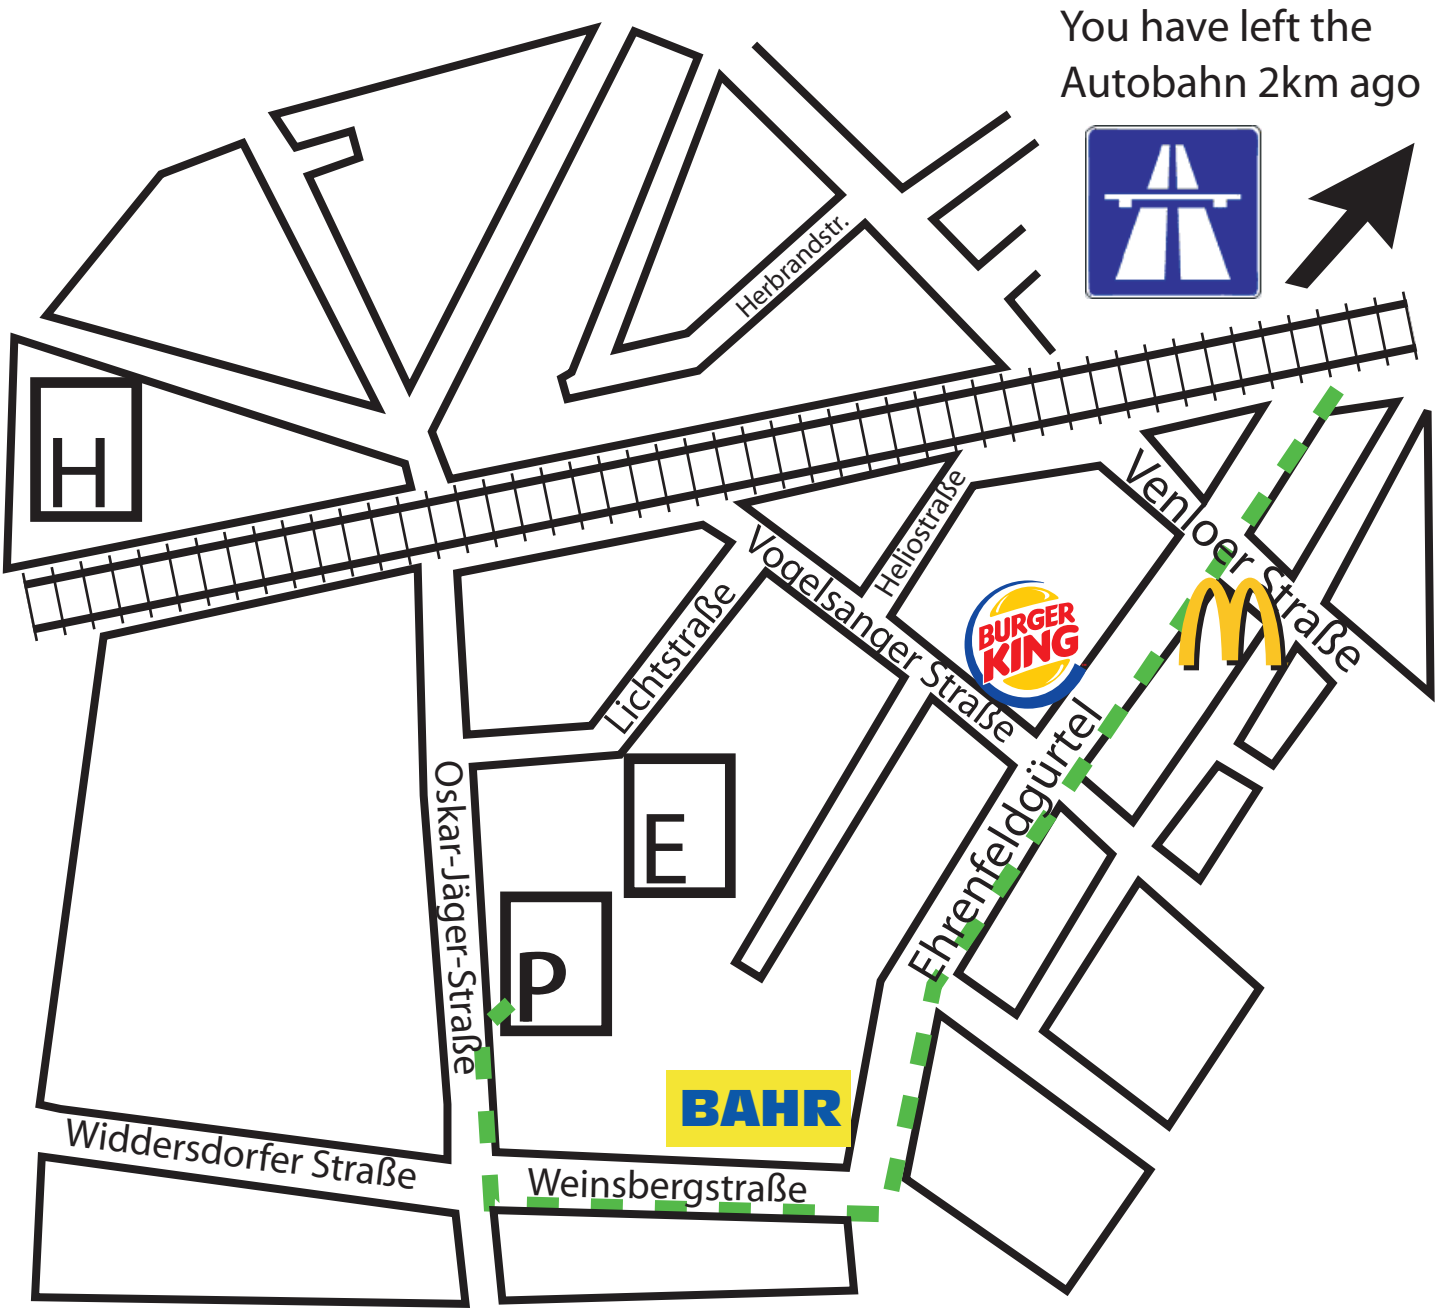 You have left the
Autobahn 2km ago
Herbrandstr.
H
Venloer Straße
Heliostraße
Vogelsanger Straße
BURGER
KING
Lichtstraße
Ehrenfeldgürtel
Oskar-Jäger-Straße
E
P
BAHR
Widdersdorfer Straße
Weinsbergstraße